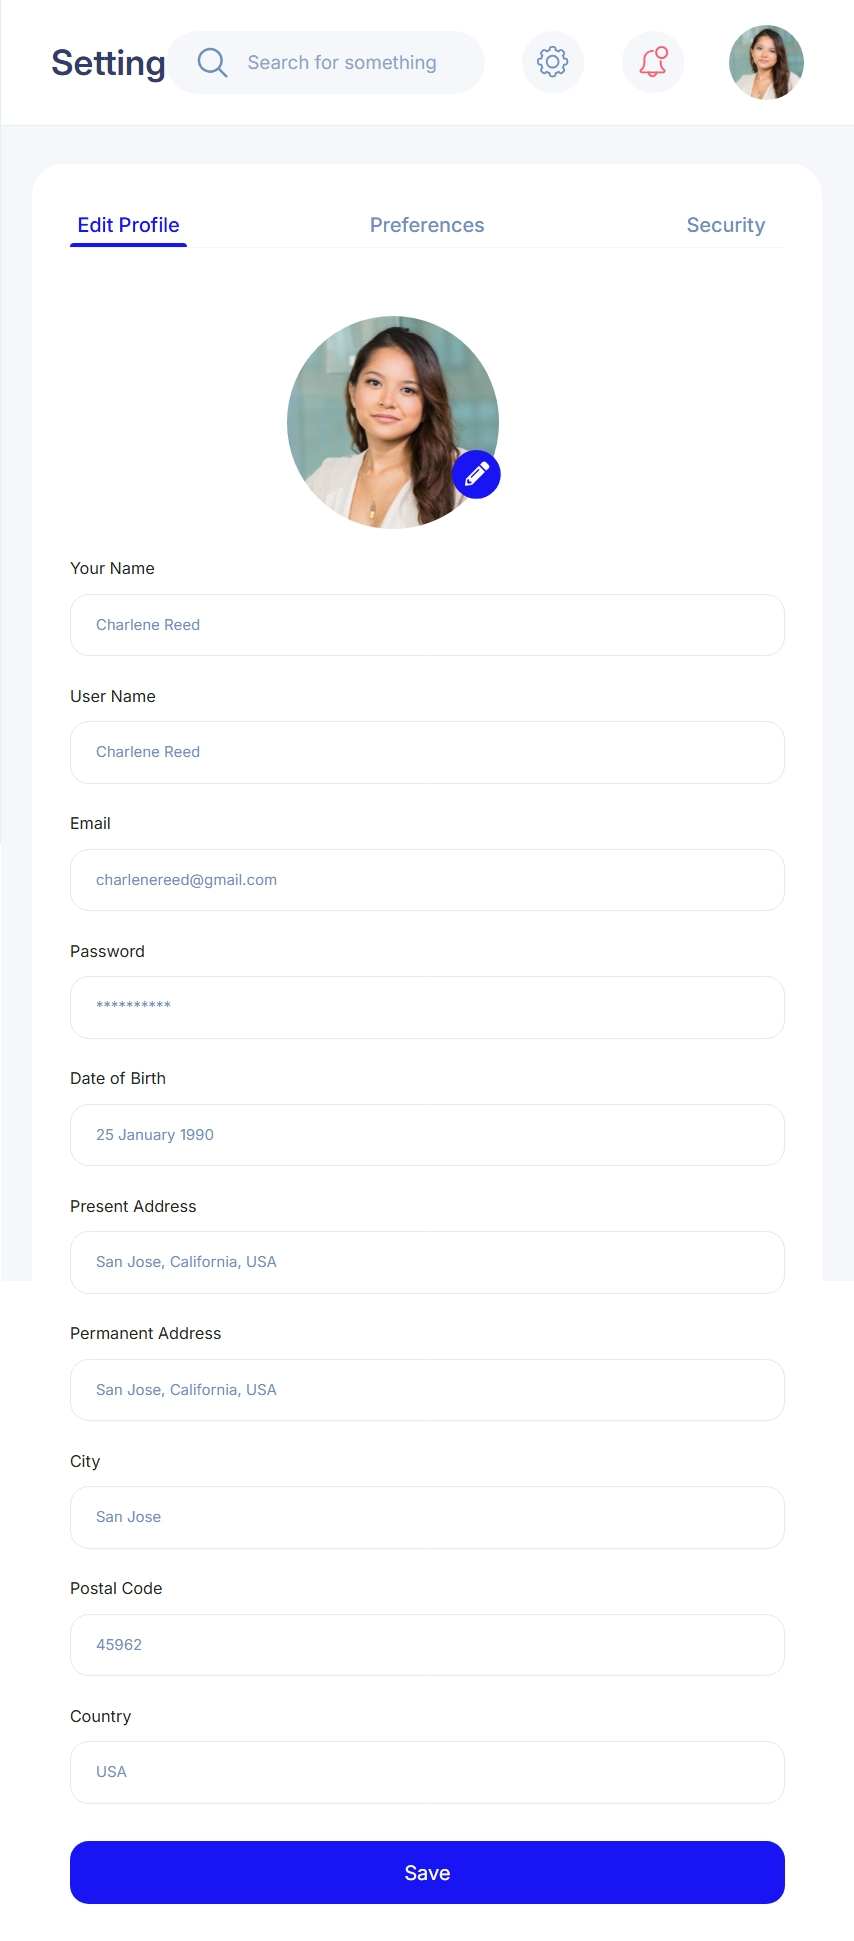 Setting
Search for something
Edit Profile
Preferences
Security
Your Name
Charlene Reed
User Name
Charlene Reed
Email
charlenereed@gmail.com
Password
**********
Date of Birth
25 January 1990
Present Address
San Jose, California, USA
Permanent Address
San Jose, California, USA
City
San Jose
Postal Code
45962
Country
USA
Save